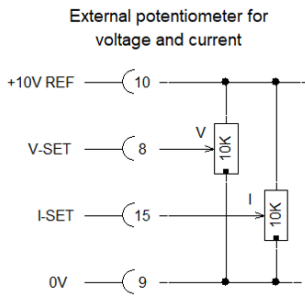 External potentiometer for
voltage and current
+10V REF 10
V-SET 8 V 10K
I-SET 15 I 10K
0V 9